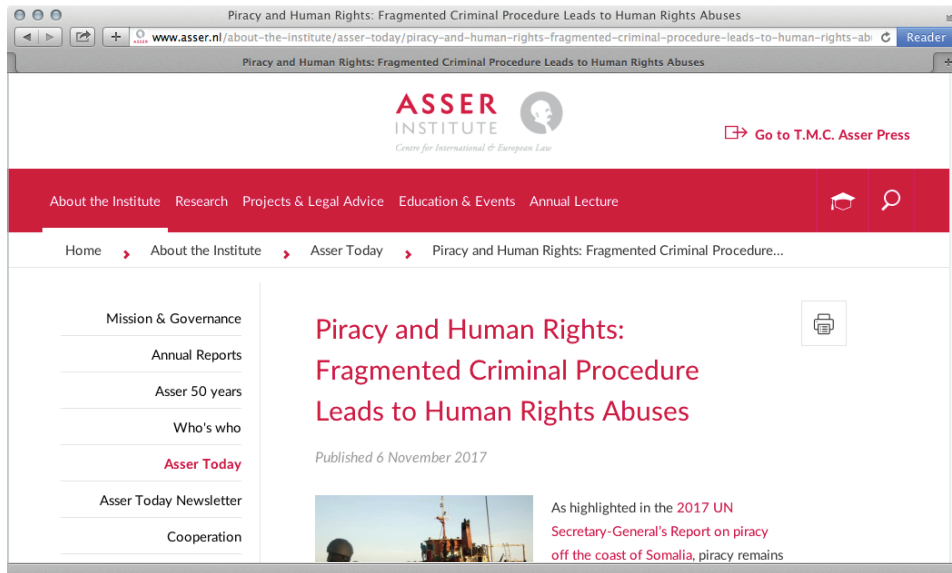 Piracy and Human Rights: Fragmented Criminal Procedure Leads to Human Rights Abuses
www.asser.nl/about-the-institute/asser-today/piracy-and-human-rights-fragmented-criminal-procedure-leads-to-human-rights-ab
Reader
Piracy and Human Rights: Fragmented Criminal Procedure Leads to Human Rights Abuses
ASSER
INSTITUTE
Centre for International & European Law
Go to T.M.C. Asser Press
About the Institute Research Projects & Legal Advice Education & Events Annual Lecture
Home About the Institute Asser Today Piracy and Human Rights: Fragmented Criminal Procedure...
Mission & Governance
Annual Reports
Asser 50 years
Who's who
Asser Today
Asser Today Newsletter
Cooperation
Piracy and Human Rights:
Fragmented Criminal Procedure
Leads to Human Rights Abuses
Published 6 November 2017
As highlighted in the 2017 UN
Secretary-General's Report on piracy
off the coast of Somalia, piracy remains